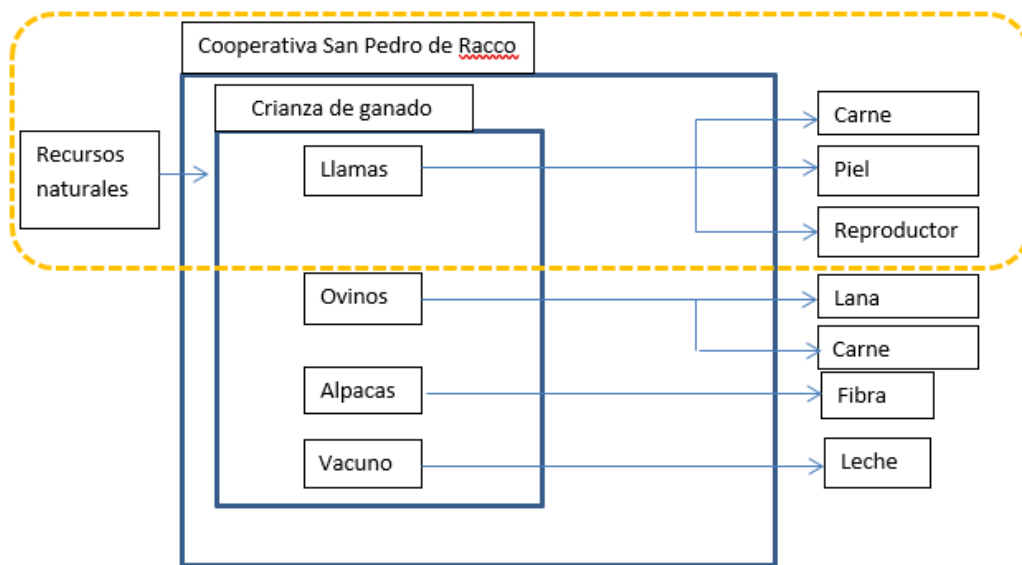 Cooperativa San Pedro de Racco
Crianza de ganado
Recursos
naturales
Llamas
Carne
Piel
Reproductor
Ovinos
Lana
Carne
Alpacas
Fibra
Vacuno
Leche